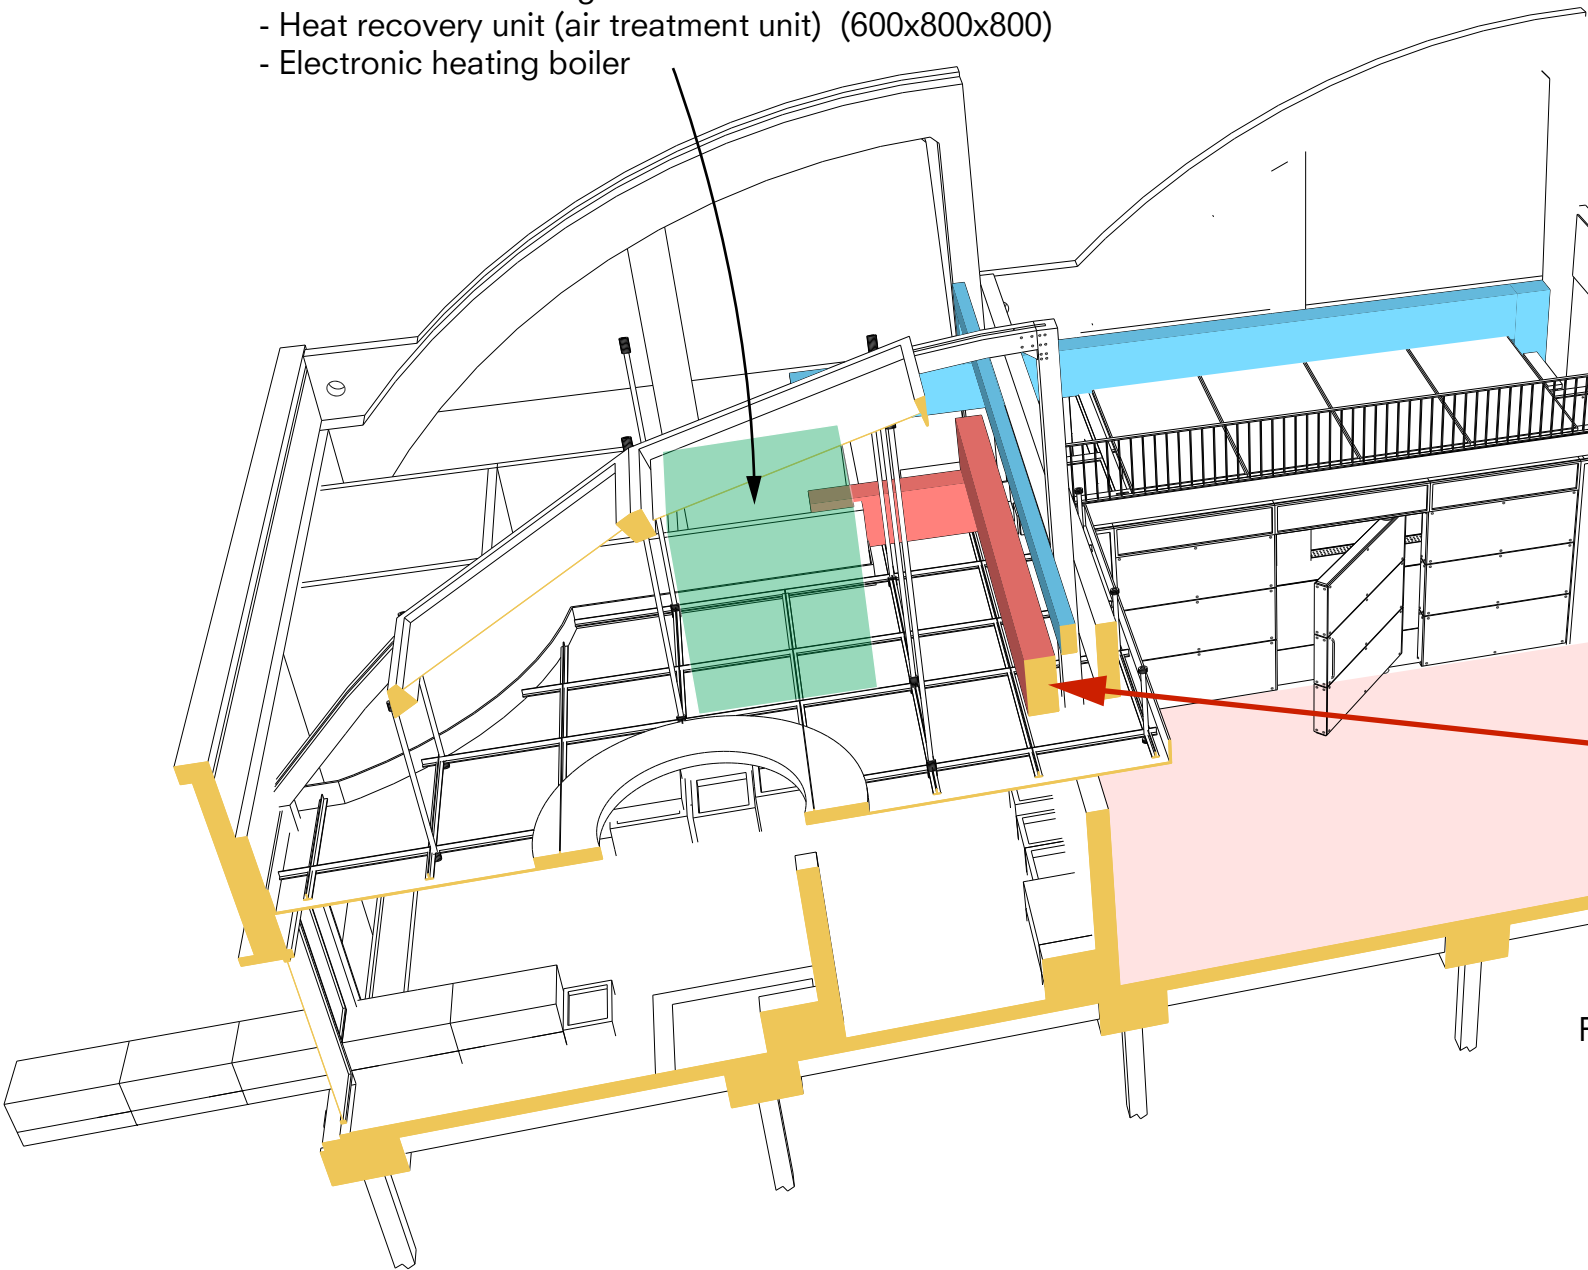 - Heat recovery unit (air treatment unit) (600x800x800)
- Electronic heating boiler